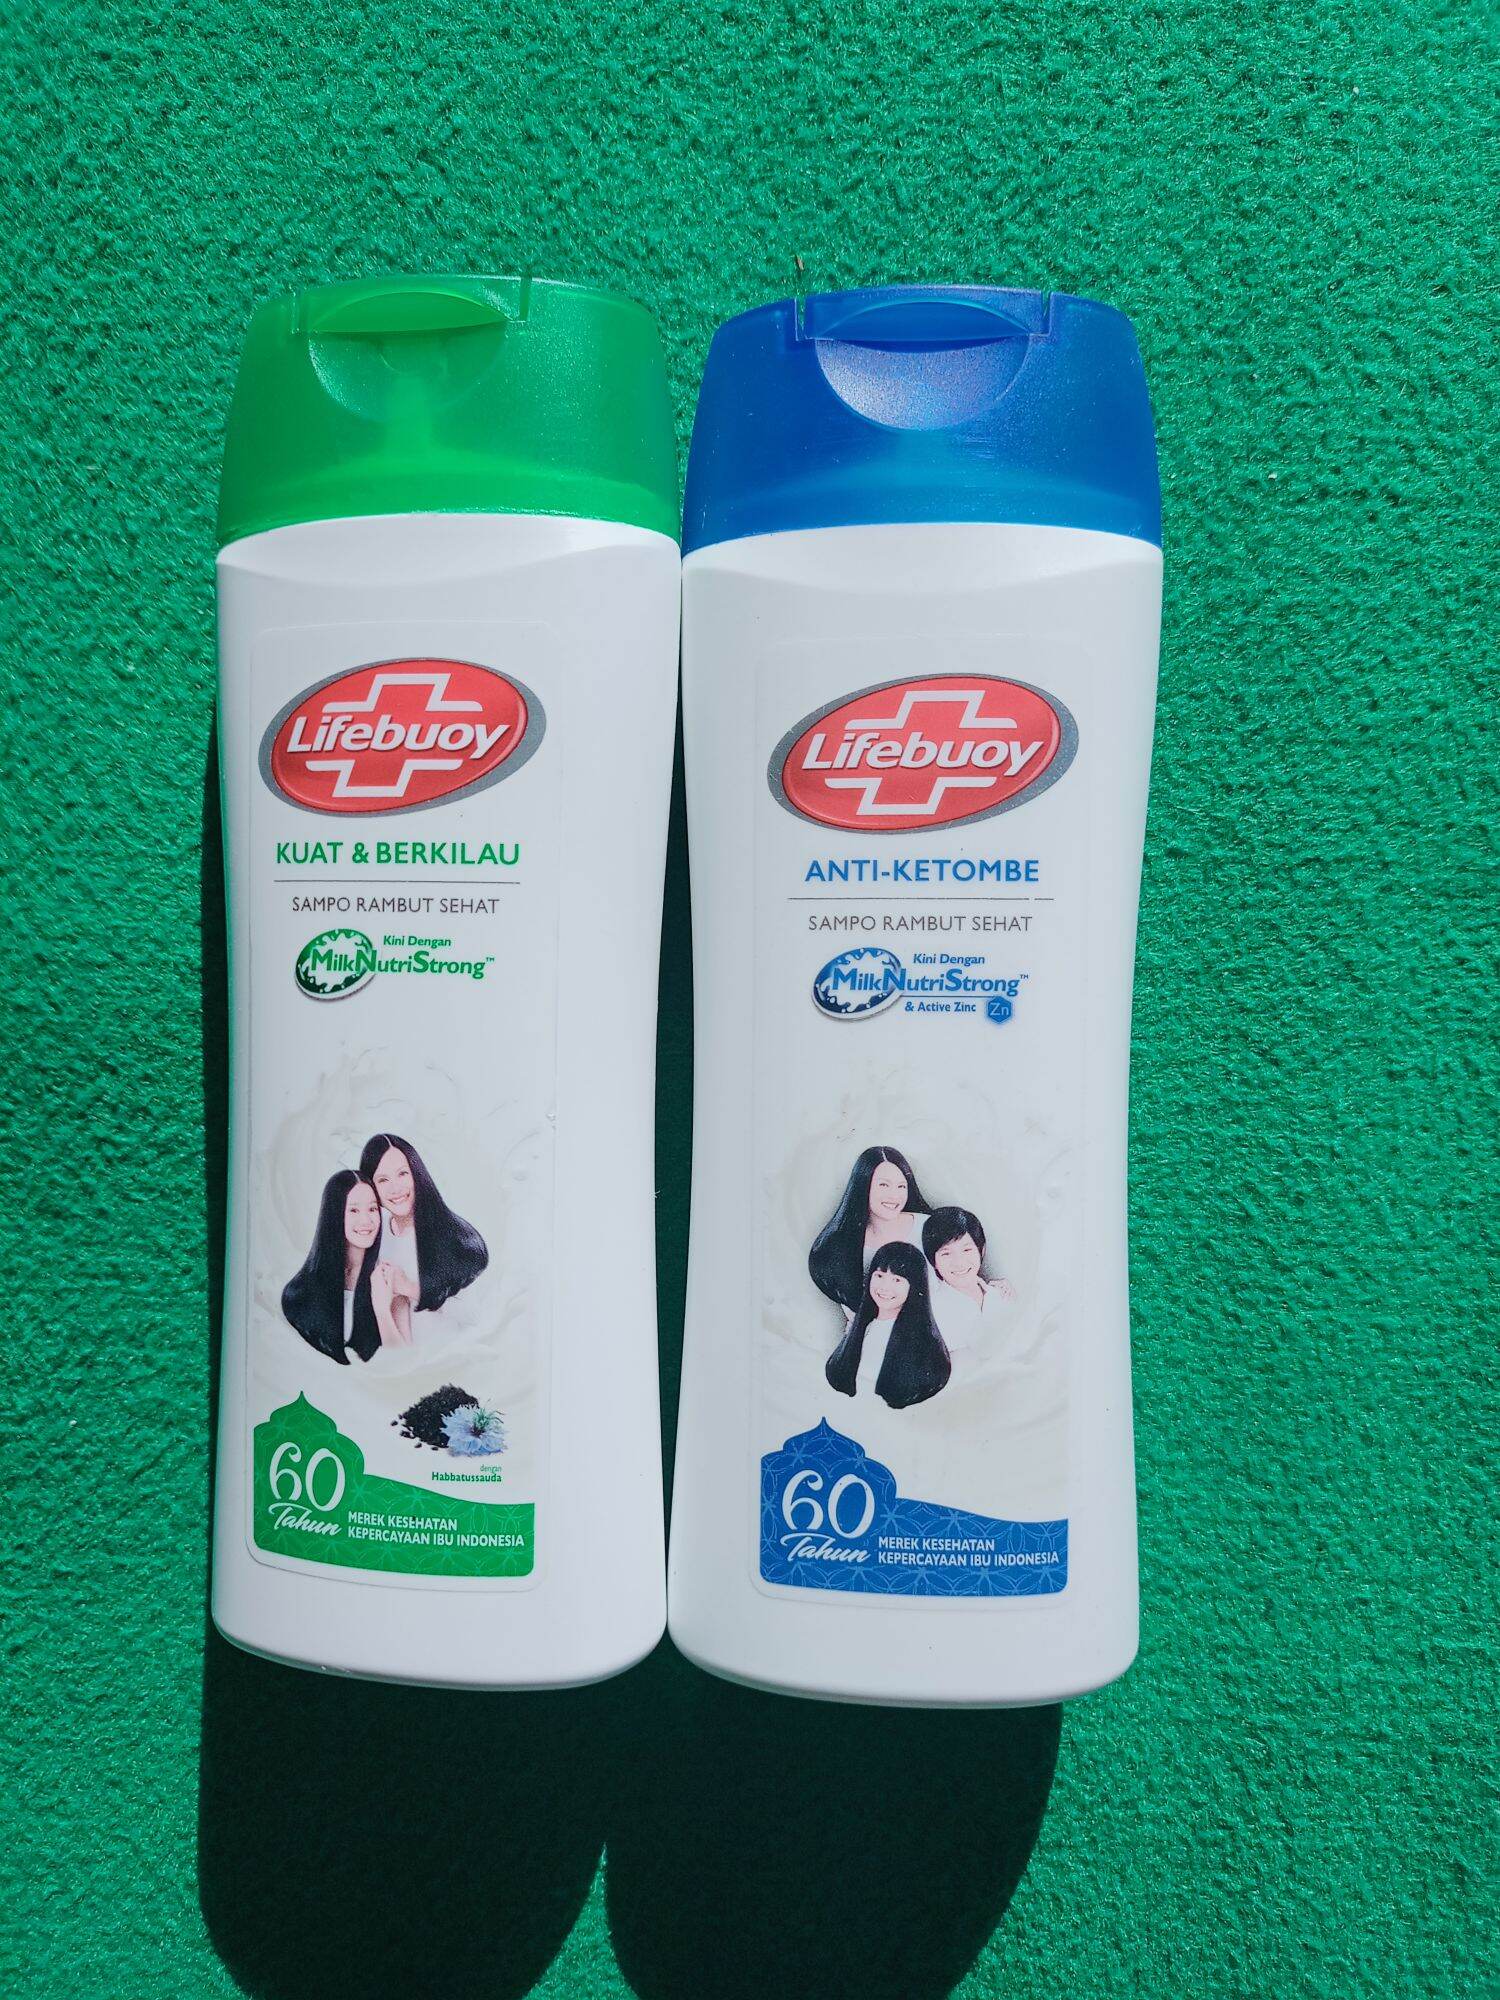 Lifebuoy
KUAT & BERKILAU
SAMPO RAMBUT SEHAT
Kini Dengan
MilkNutriStrong™
dengan
Habbatussauda
60
Tahun
MEREK KESEHATAN
KEPERCAYAAN IBU INDONESIA
Lifebuoy
ANTI-KETOMBE
SAMPO RAMBUT SEHAT
Kini Dengan
MilkNutriStrong™
& Active Zinc Zn
60
Tahun
MEREK KESEHATAN
KEPERCAYAAN IBU INDONESIA